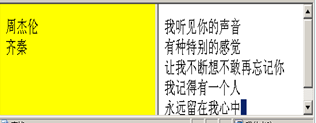 周杰伦
齐秦
我听见你的声音
有种特别的感觉
让我不断想不敢再忘记你
我记得有一个人
永远留在我心中